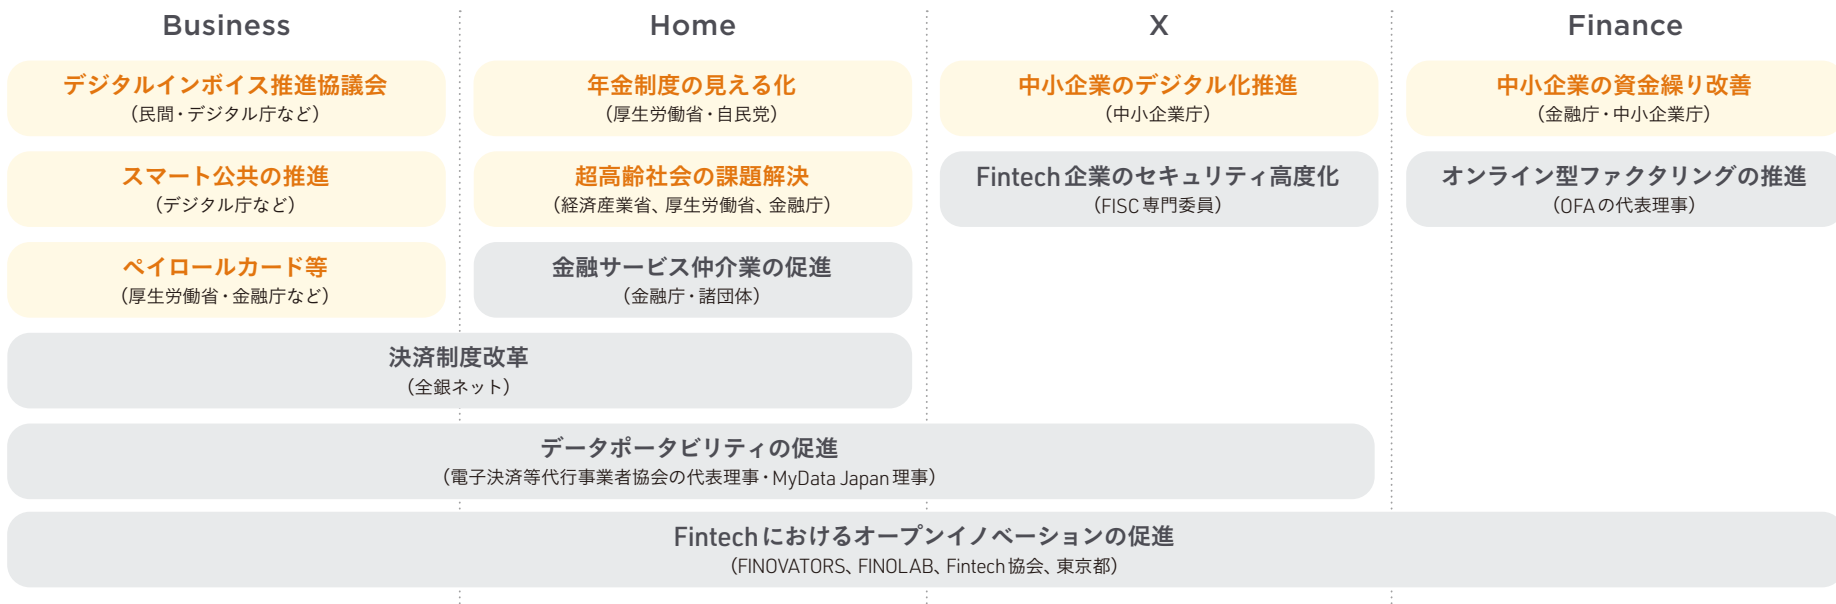 Business
Home
X
Finance
デジタルインボイス推進協議会
（民間・デジタル庁など）
年金制度の見える化
（厚生労働省・自民党）
中小企業のデジタル化推進
（中小企業庁）
中小企業の資金繰り改善
（金融庁・中小企業庁）
スマート公共の推進
（デジタル庁など）
超高齢社会の課題解決
（経済産業省、厚生労働省、金融庁）
Fintech企業のセキュリティ高度化
（FISC専門委員）
オンライン型ファクタリングの推進
（OFAの代表理事）
ペイロールカード等
（厚生労働省・金融庁など）
金融サービス仲介業の促進
（金融庁・諸団体）
決済制度改革
（全銀ネット）
データポータビリティの促進
（電子決済等代行事業者協会の代表理事・MyData Japan理事）
Fintechにおけるオープンイノベーションの促進
（FINOVATORS、FINOLAB、Fintech協会、東京都）